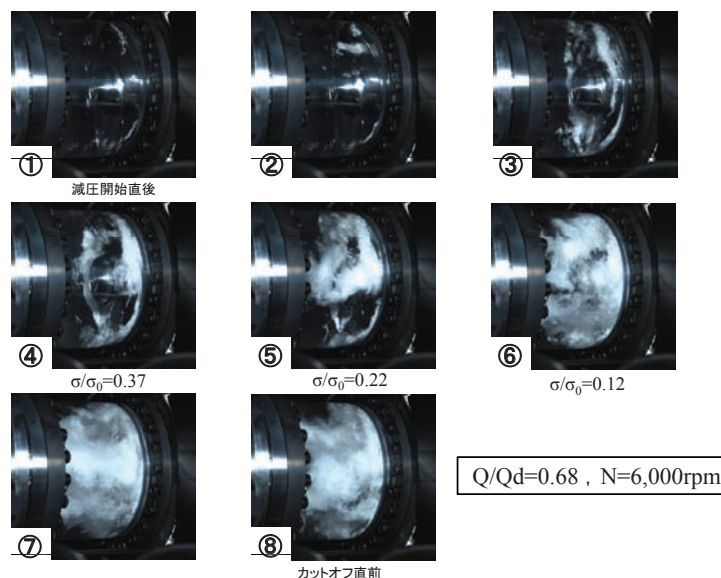 ① ② ③
減圧開始直後
④ ⑤ ⑥
σ/σ₀=0.37 σ/σ₀=0.22 σ/σ₀=0.12
Q/Qd=0.68 , N=6,000rpm
⑦ ⑧
カットオフ直前